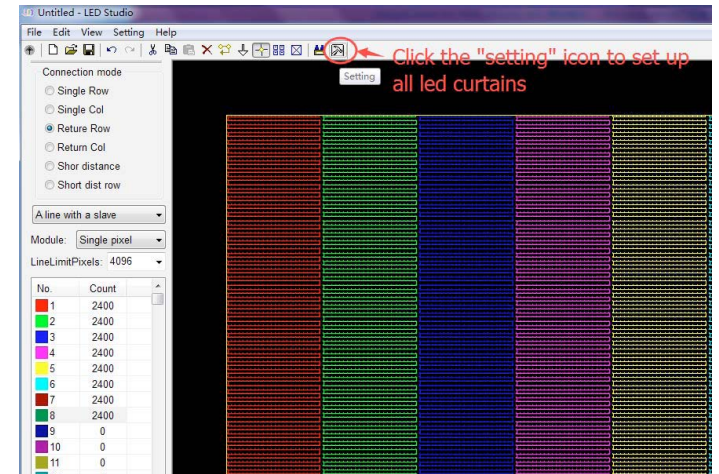 Untitled - LED Studio
File Edit View Setting Help
Click the "setting" icon to set up
all led curtains
Setting
Connection mode
Single Row
Single Col
Reture Row
Return Col
Shor distance
Short dist row
A line with a slave
Module: Single pixel
LineLimitPixels: 4096
No. Count
1 2400
2 2400
3 2400
4 2400
5 2400
6 2400
7 2400
8 2400
9 0
10 0
11 0